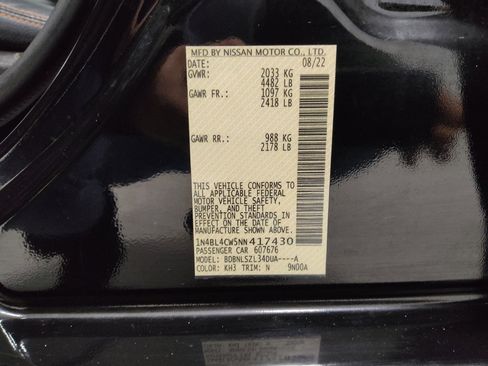 MFD BY NISSAN MOTOR CO., LTD.
DATE: 08/22
GVWR: 2033 KG
4482 LB
GAWR FR.: 1097 KG
2418 LB
GAWR RR.: 988 KG
2178 LB
THIS VEHICLE CONFORMS TO
ALL APPLICABLE FEDERAL
MOTOR VEHICLE SAFETY,
BUMPER, AND THEFT
PREVENTION STANDARDS
IN EFFECT ON THE DATE OF
MANUFACTURE SHOWN ABOVE.
1N4BL4CW5NN417430
PASSENGER CAR 607676
MODEL: BDBNLSZL34DUA----A
COLOR: KH3 TRIM: N 9N00A